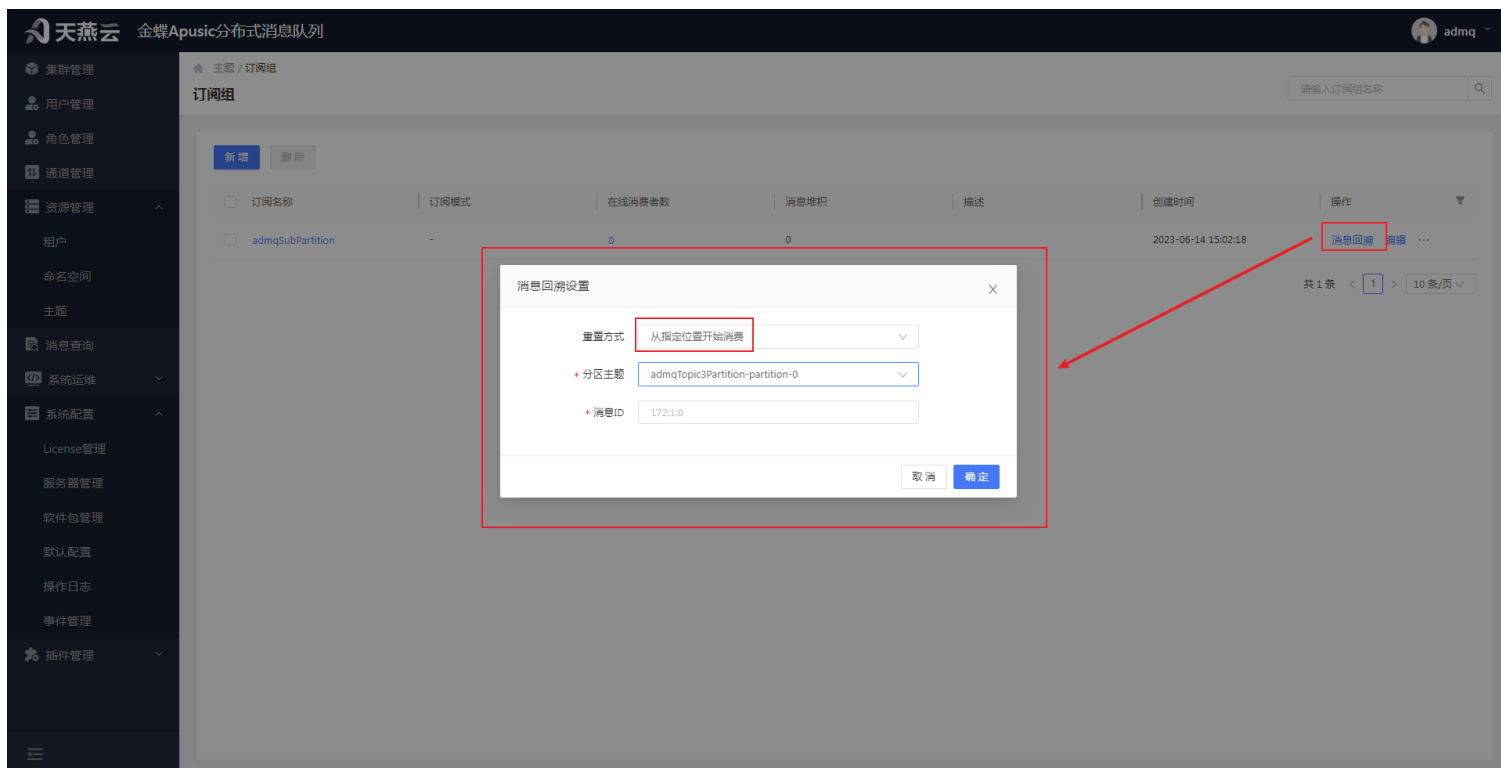 天燕云 金蝶Apusic分布式消息队列
admq
集群管理
用户管理
角色管理
通道管理
资源管理
租户
命名空间
主题
消息查询
系统运维
系统配置
License管理
服务器管理
软件包管理
默认配置
操作日志
事件管理
插件管理
主题 / 订阅组
订阅组
请输入订阅组名称
新增 删除
订阅名称 订阅模式 在线消费者数 消息堆积 描述 创建时间 操作
admqSubPartition - 0 0 2023-06-14 15:02:18 消息回溯 编辑 ···
共 1 条 < 1 > 10 条/页
消息回溯设置 X
重置方式 从指定位置开始消费
* 分区主题 admqTopic3Partition-partition-0
* 消息ID 172:1:0
取消 确定